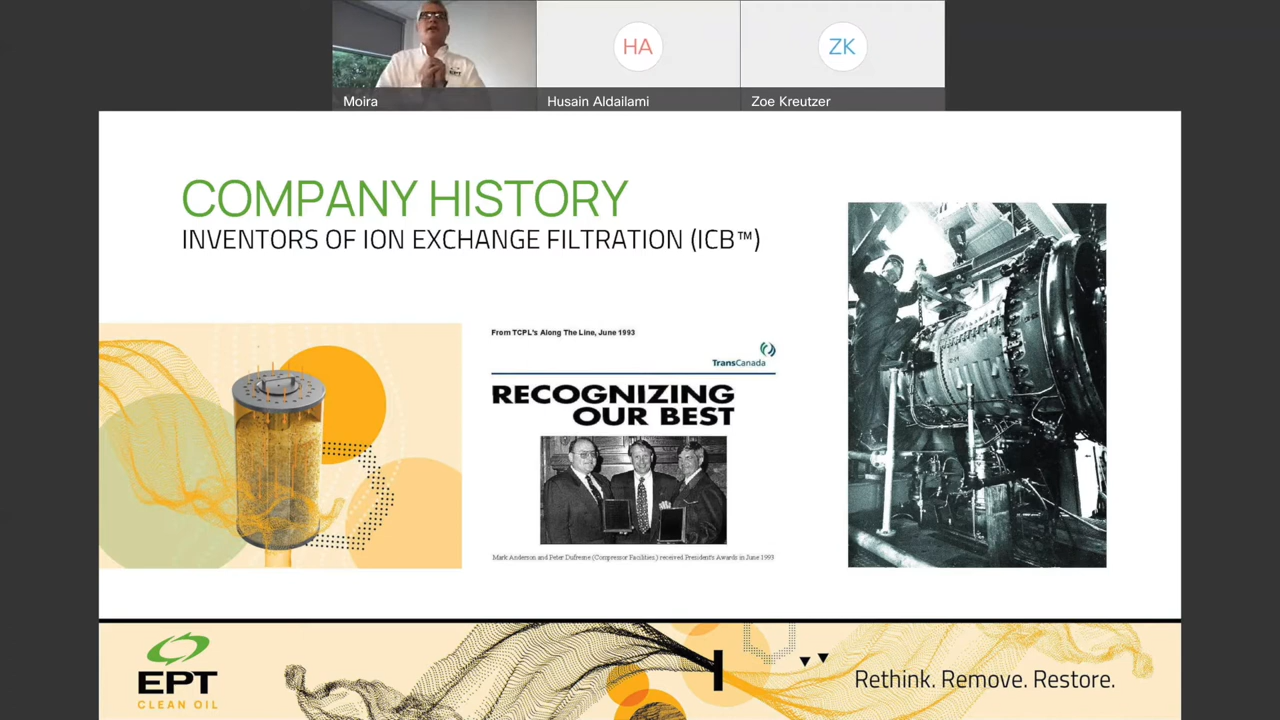 HA
ZK
EPT
Moira
Husain Aldailami
Zoe Kreutzer
COMPANY HISTORY
INVENTORS OF ION EXCHANGE FILTRATION (ICB™)
From TCPL's Along The Line, June 1993
TransCanada
RECOGNIZING
OUR BEST
Mark Anderson and Peter Dufresne (Compressor Facilities) received President's Awards in June 1993
EPT
CLEAN OIL
Rethink. Remove. Restore.